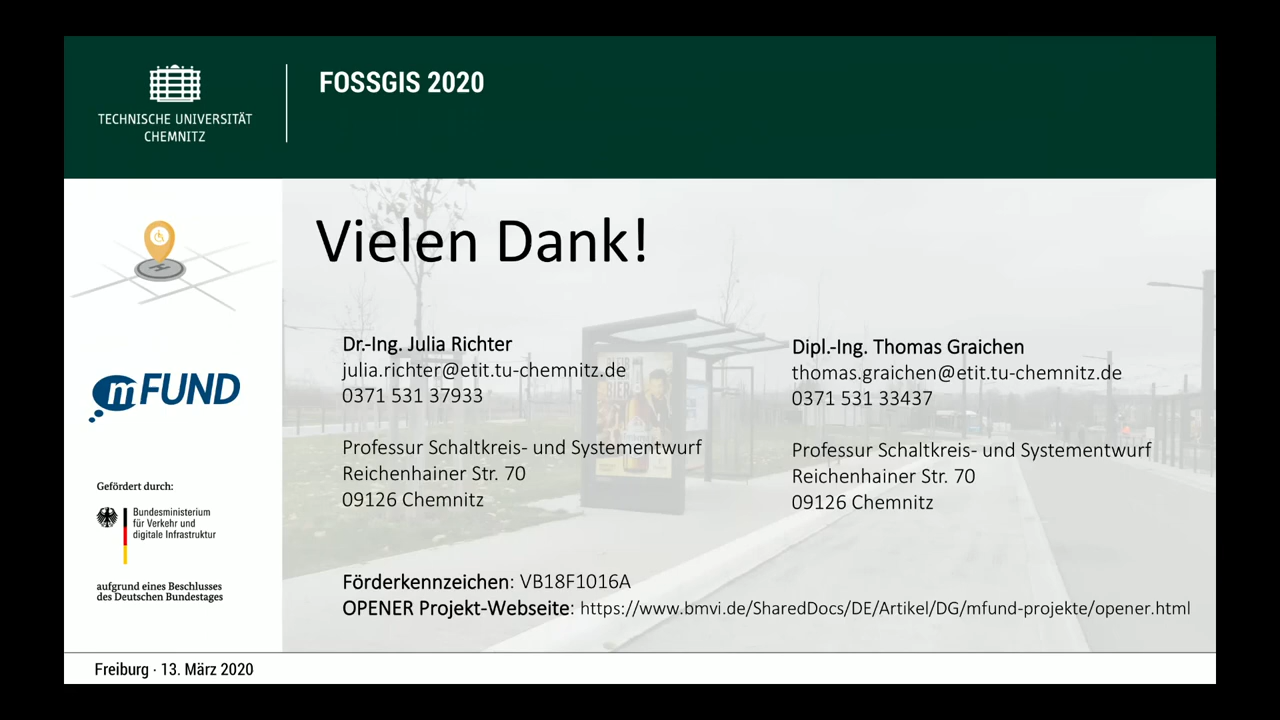 TECHNISCHE UNIVERSITÄT
CHEMNITZ
FOSSGIS 2020
Vielen Dank!
mFUND
Gefördert durch:
Bundesministerium
für Verkehr und
digitale Infrastruktur
aufgrund eines Beschlusses
des Deutschen Bundestages
Dr.-Ing. Julia Richter
julia.richter@etit.tu-chemnitz.de
0371 531 37933
Professur Schaltkreis- und Systementwurf
Reichenhainer Str. 70
09126 Chemnitz
Dipl.-Ing. Thomas Graichen
thomas.graichen@etit.tu-chemnitz.de
0371 531 33437
Professur Schaltkreis- und Systementwurf
Reichenhainer Str. 70
09126 Chemnitz
Förderkennzeichen: VB18F1016A
OPENER Projekt-Webseite: https://www.bmvi.de/SharedDocs/DE/Artikel/DG/mfund-projekte/opener.html
Freiburg · 13. März 2020